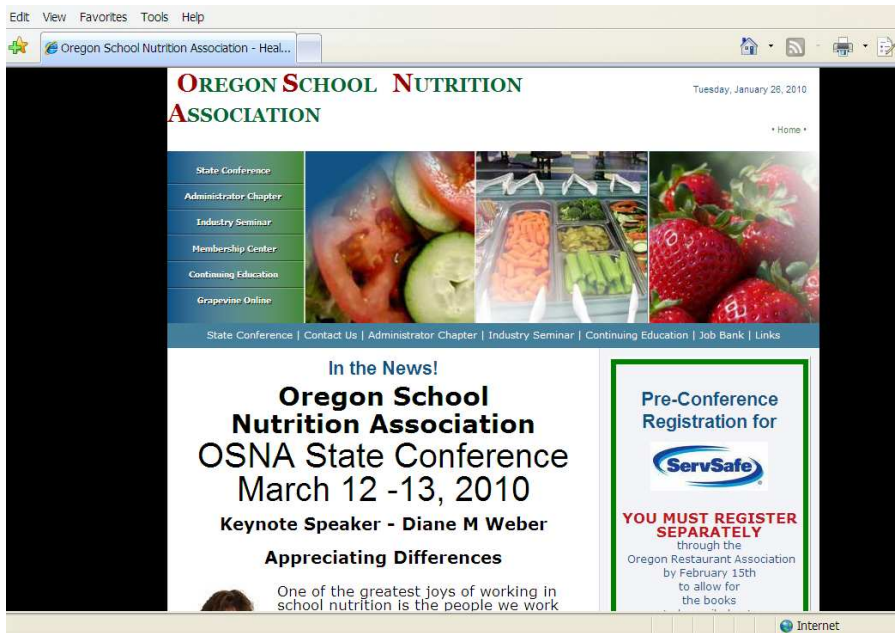 Edit View Favorites Tools Help
Oregon School Nutrition Association - Heal...
OREGON SCHOOL NUTRITION
ASSOCIATION
Tuesday, January 26, 2010
• Home •
State Conference
Administrator Chapter
Industry Seminar
Membership Center
Continuing Education
Grapevine Online
State Conference | Contact Us | Administrator Chapter | Industry Seminar | Continuing Education | Job Bank | Links
In the News!
Oregon School
Nutrition Association
OSNA State Conference
March 12 -13, 2010
Keynote Speaker - Diane M Weber
Appreciating Differences
One of the greatest joys of working in
school nutrition is the people we work
Pre-Conference
Registration for
ServSafe
YOU MUST REGISTER
SEPARATELY
through the
Oregon Restaurant Association
by February 15th
to allow for
the books
Internet